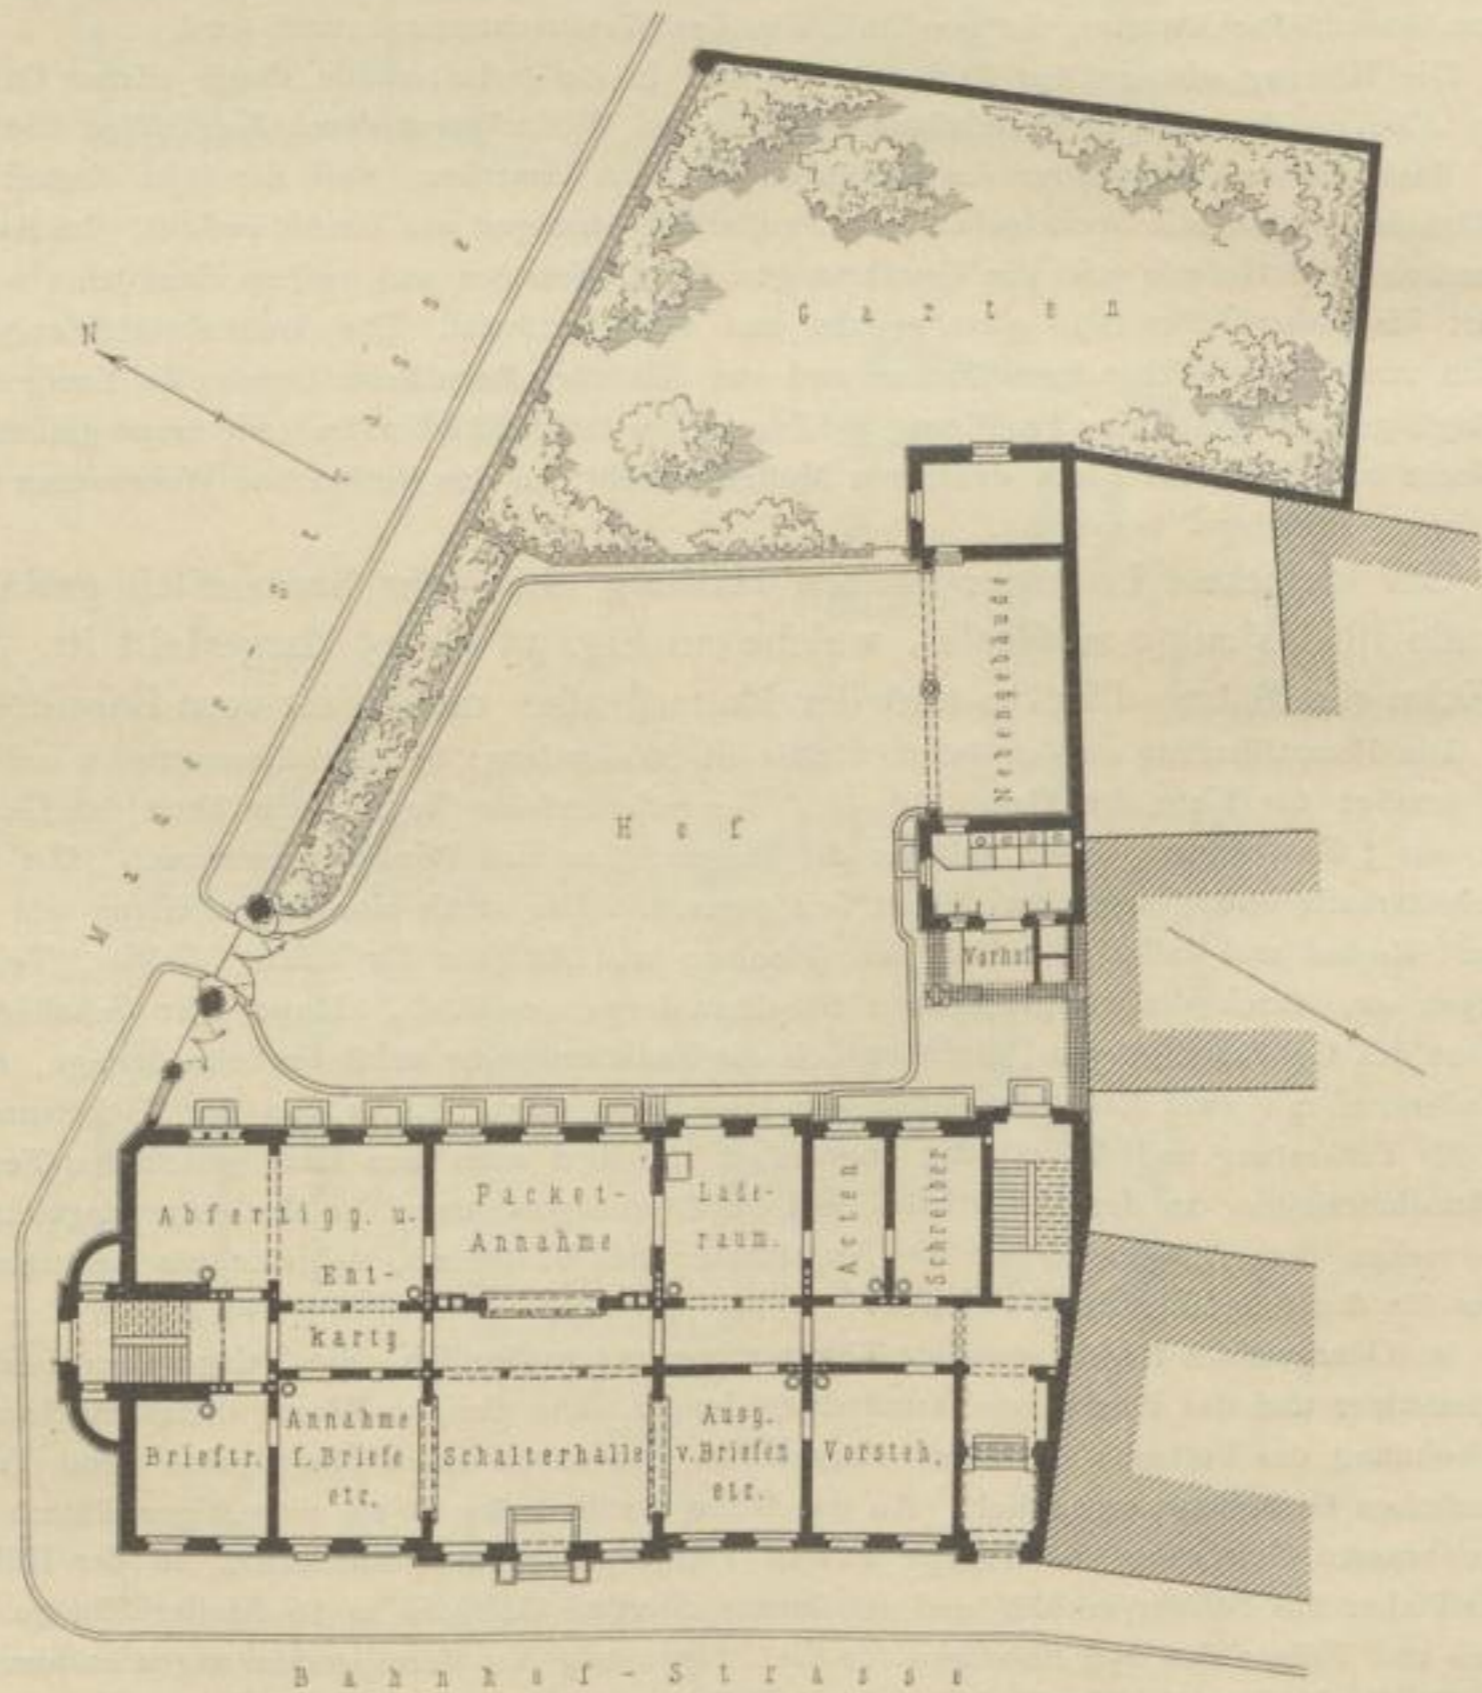 Garten
N
Nebengebäude
Hof
Vorhof
Abfertigg. u.
Ent-
kartg
Packet-
Annahme
Lade-
raum.
Acten
Schreiber
Brieftr.
Annahme
f. Briefe
etc.
Schalterhalle
Ausg.
v. Briefen
etc.
Vorsteh.
Bahnhof-Strasse